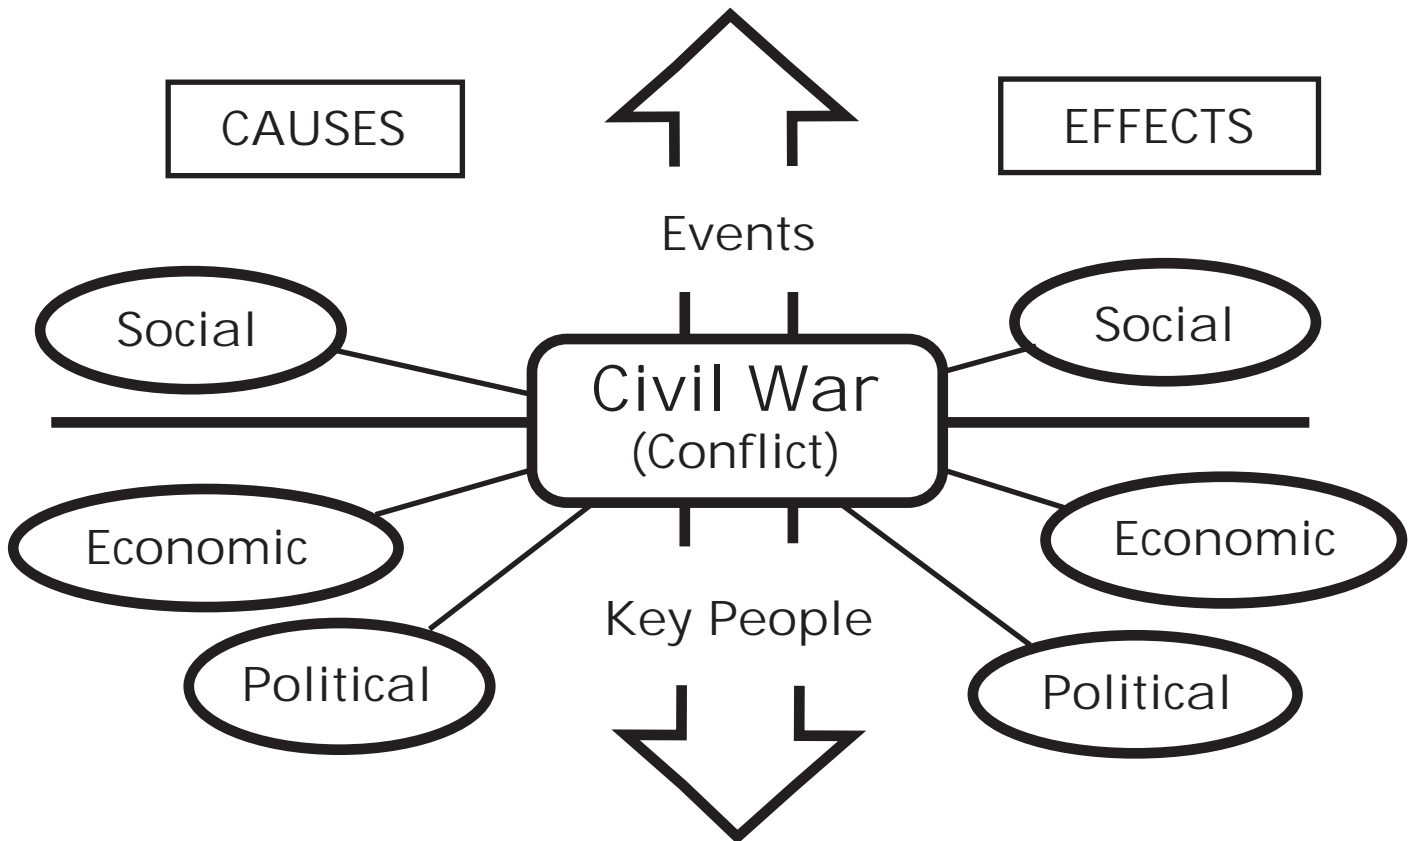 CAUSES
EFFECTS
Events
Social
Social
Civil War
(Conflict)
Economic
Economic
Key People
Political
Political